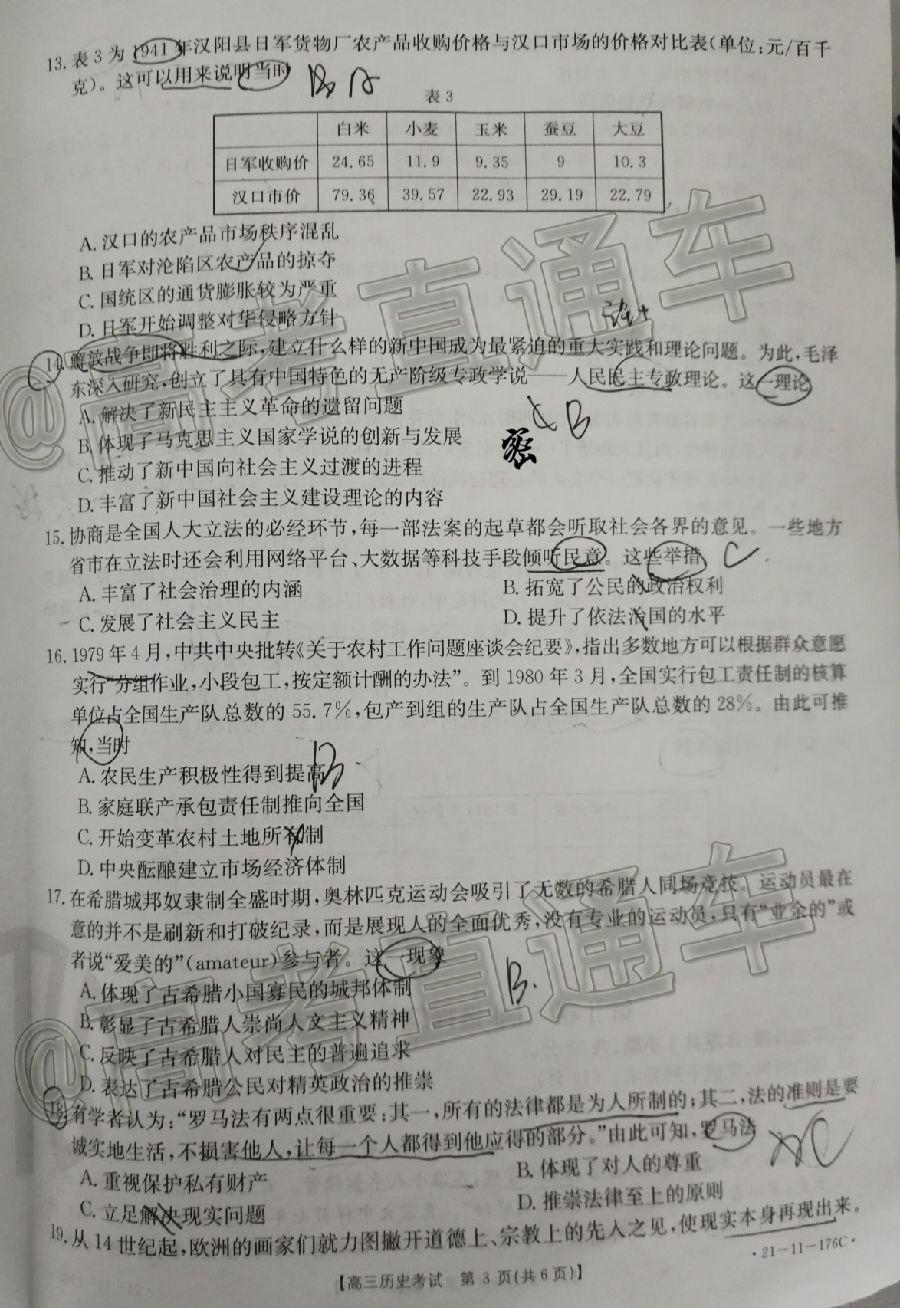 13. 表3为1941年汉阳县日军货物厂农产品收购价格与汉口市场的价格对比表(单位:元/百千
克)。这可以用来说明当时
B A
表3
白米 小麦 玉米 蚕豆 大豆
日军收购价 24.65 11.9 9.35 9 10.3
汉口市价 79.36 39.57 22.93 29.19 22.79
A. 汉口的农产品市场秩序混乱
B. 日军对沦陷区农产品的掠夺
C. 国统区的通货膨胀较为严重
D. 日军开始调整对华侵略方针
14. 解放战争即将胜利之际,建立什么样的新中国成为最紧迫的重大实践和理论问题。为此,毛泽
东深入研究,创立了具有中国特色的无产阶级专政学说——人民民主专政理论。这一理论
A. 解决了新民主主义革命的遗留问题
B. 体现了马克思主义国家学说的创新与发展
B
密
C. 推动了新中国向社会主义过渡的进程
D. 丰富了新中国社会主义建设理论的内容
15. 协商是全国人大立法的必经环节,每一部法案的起草都会听取社会各界的意见。一些地方
省市在立法时还会利用网络平台、大数据等科技手段倾听民意。这些举措
C
A. 丰富了社会治理的内涵 B. 拓宽了公民的政治权利
C. 发展了社会主义民主 D. 提升了依法治国的水平
16. 1979年4月,中共中央批转《关于农村工作问题座谈会纪要》,指出多数地方可以根据群众意愿
实行“分组作业,小段包工,按定额计酬的办法”。到1980年3月,全国实行包工责任制的核算
单位占全国生产队总数的55.7%,包产到组的生产队占全国生产队总数的28%。由此可推
知,当时
A. 农民生产积极性得到提高
B
B. 家庭联产承包责任制推向全国
C. 开始变革农村土地所有制
D. 中央酝酿建立市场经济体制
17. 在希腊城邦奴隶制全盛时期,奥林匹克运动会吸引了无数的希腊人同场竞技。运动员最在
意的并不是刷新和打破纪录,而是展现人的全面优秀,没有专业的运动员,只有“业余的”或
者说“爱美的”(amateur)参与者。这一现象
A. 体现了古希腊小国寡民的城邦体制
B.
B. 彰显了古希腊人崇尚人文主义精神
C. 反映了古希腊人对民主的普遍追求
D. 表达了古希腊公民对精英政治的推崇
18. 有学者认为:“罗马法有两点很重要:其一,所有的法律都是为人所制的;其二,法的准则是要
诚实地生活,不损害他人,让每一个人都得到他应得的部分。”由此可知,罗马法
C
A. 重视保护私有财产 B. 体现了对人的尊重
C. 立足解决现实问题 D. 推崇法律至上的原则
19. 从14世纪起,欧洲的画家们就力图撇开道德上、宗教上的先入之见,使现实本身再现出来。
【高三历史考试 第3页(共6页)】
·21-11-176C·
@高考直通车
@高考直通车